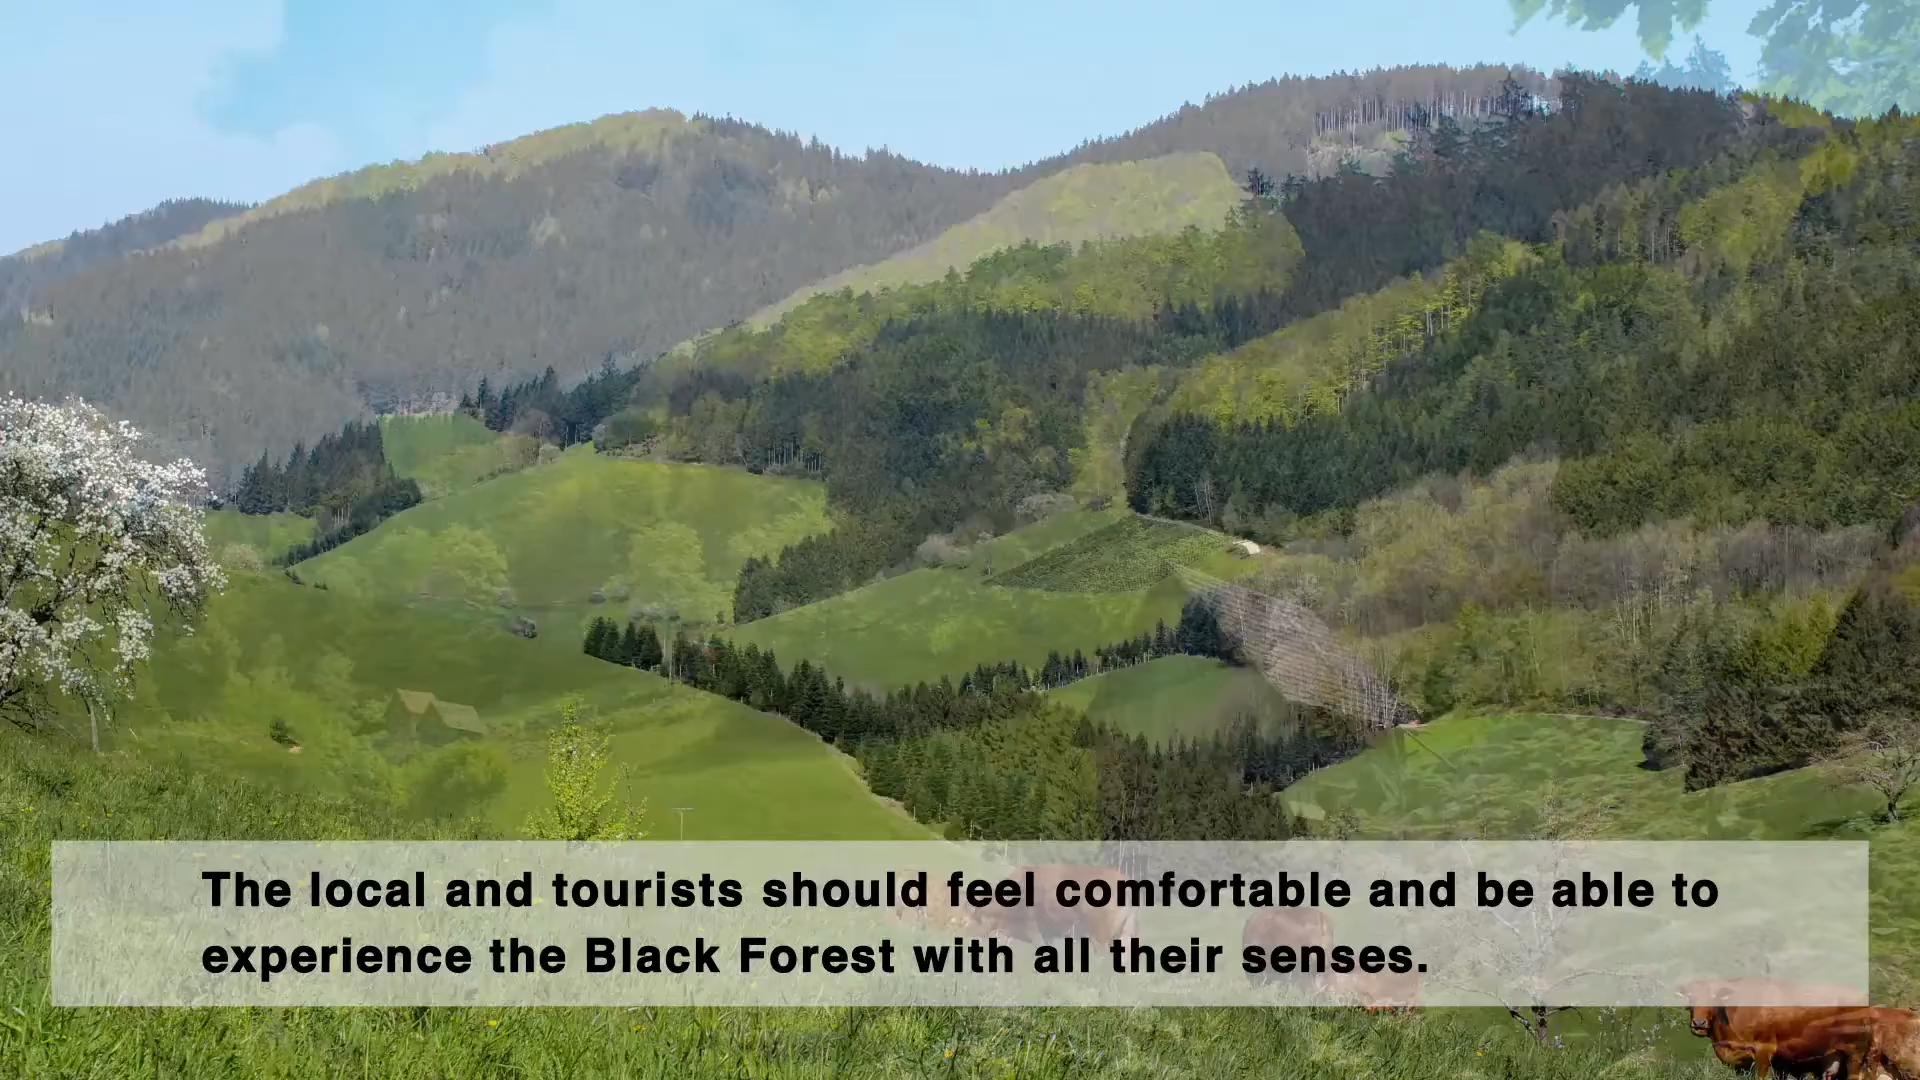 The local and tourists should feel comfortable and be able to
experience the Black Forest with all their senses.